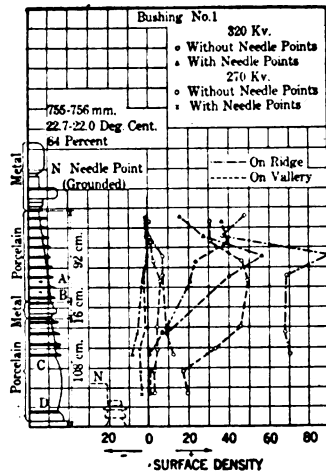 Bushing No.1
320 Kv.
Without Needle Points
With Needle Points
270 Kv.
Without Needle Points
With Needle Points
755-756 mm.
22.7-22.0 Deg. Cent.
64 Percent
N Needle Point
(Grounded)
On Ridge
On Vallery
Metal
Porcelain
Metal
Porcelain
92 cm.
16 cm.
108 cm.
A
B
C
D
N
20 0 20 40 60 80
- +
SURFACE DENSITY